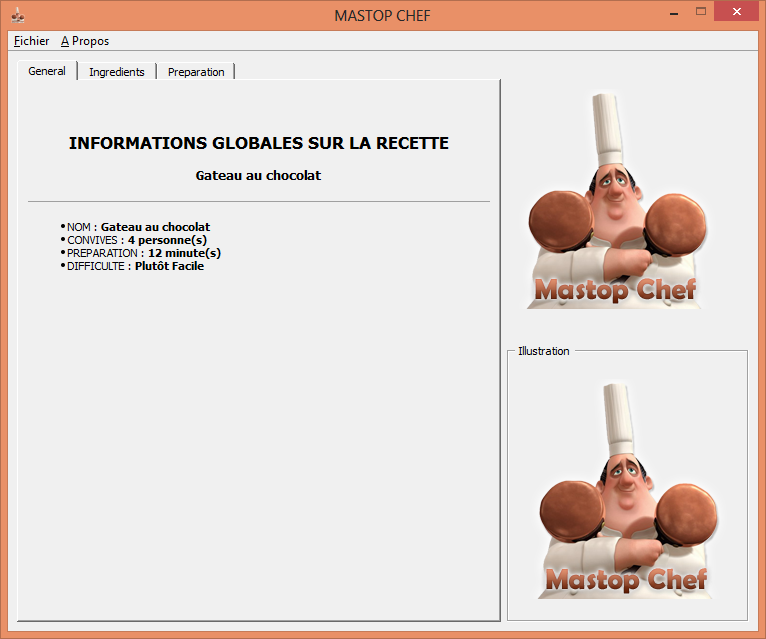 MASTOP CHEF
Fichier A Propos
General Ingredients Preparation
INFORMATIONS GLOBALES SUR LA RECETTE
Gateau au chocolat
•NOM : Gateau au chocolat
•CONVIVES : 4 personne(s)
•PREPARATION : 12 minute(s)
•DIFFICULTE : Plutôt Facile
Mastop Chef
Illustration
Mastop Chef